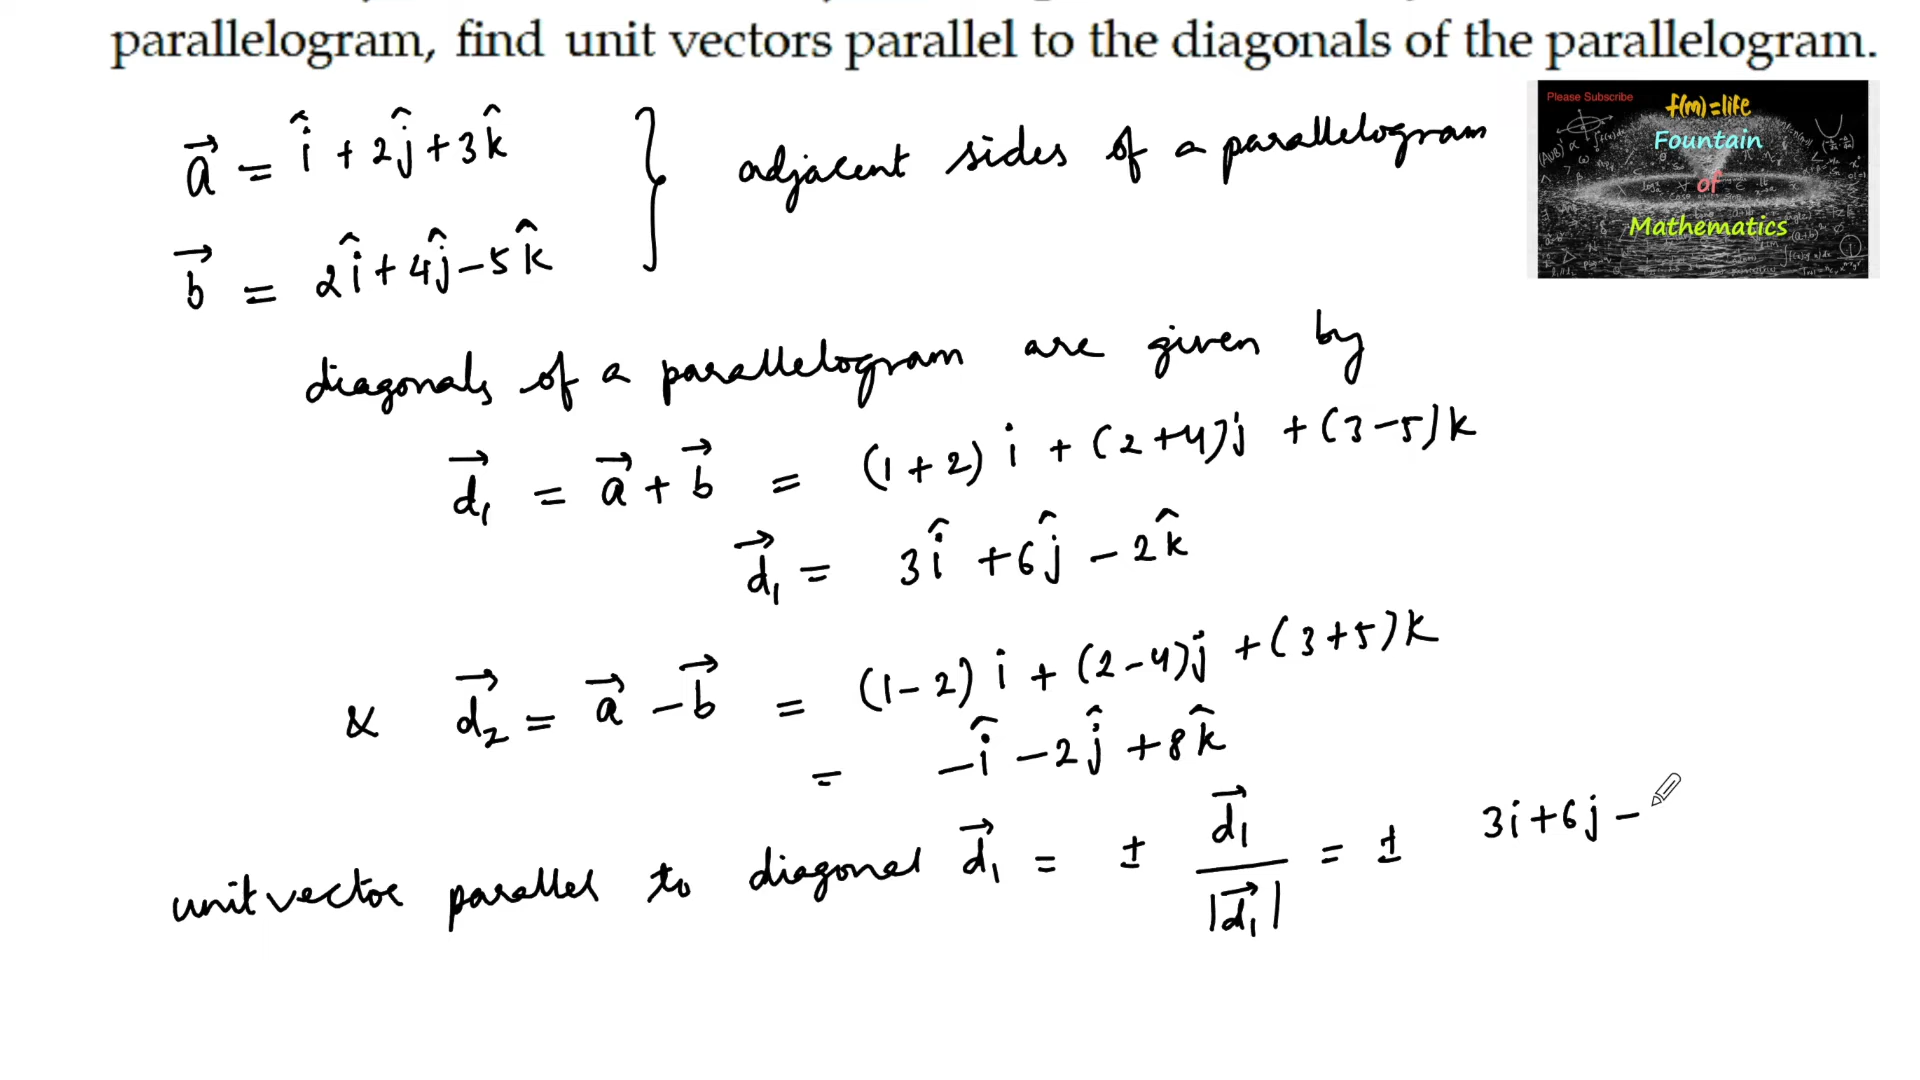 parallelogram, find unit vectors parallel to the diagonals of the parallelogram.
Please Subscribe
f(m)=life
Fountain
of
Mathematics
a⃗ = î + 2ĵ + 3k̂ } adjacent sides of a parallelogram
b⃗ = 2î + 4ĵ - 5k̂
diagonals of a parallelogram are given by
d⃗₁ = a⃗ + b⃗ = (1+2) i + (2+4)j + (3-5)k
d⃗₁ = 3î + 6ĵ - 2k̂
& d⃗₂ = a⃗ - b⃗ = (1-2) i + (2-4)j + (3+5)k
= -î - 2ĵ + 8k̂
unit vector parallel to diagonal d⃗₁ = ± d⃗₁ / |d⃗₁| = ± 3i + 6j -